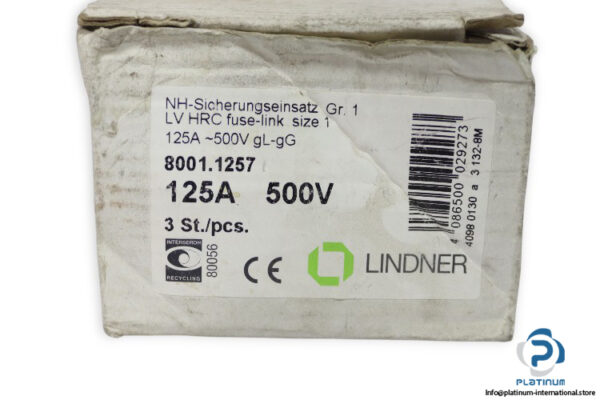 NH-Sicherungseinsatz Gr. 1
LV HRC fuse-link size 1
125A ~500V gL-gG
8001.1257
125A 500V
3 St./pcs.
INTERSEROH
RECYCLING
80056
CE
LINDNER
4 086500 029273
4098 0130 a 3 132-8M
PLATINUM
Info@platinum-international.store